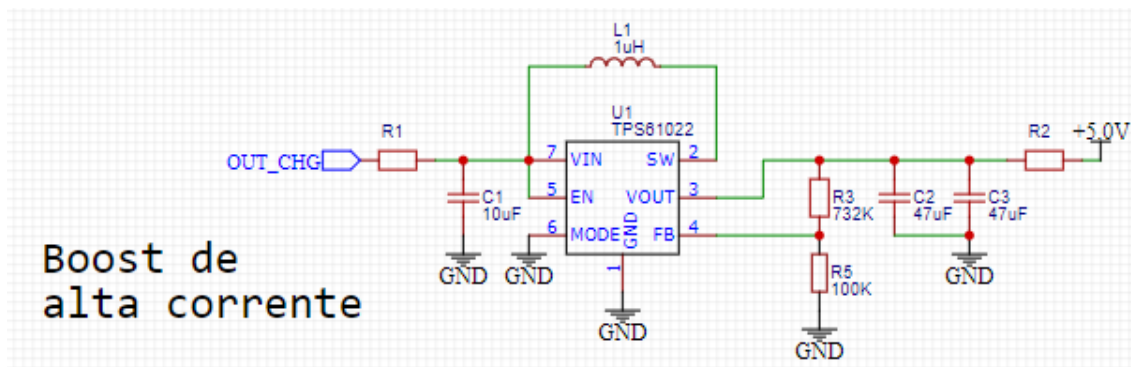 L1
1uH
U1
TPS61022
R1
OUT_CHG
7 VIN SW 2
5 EN VOUT 3
6 MODE GND FB 4
1
C1
10uF
GND
GND
GND
R3
732K
R5
100K
GND
C2
47uF
C3
47uF
GND
R2
+5.0V
Boost de
alta corrente